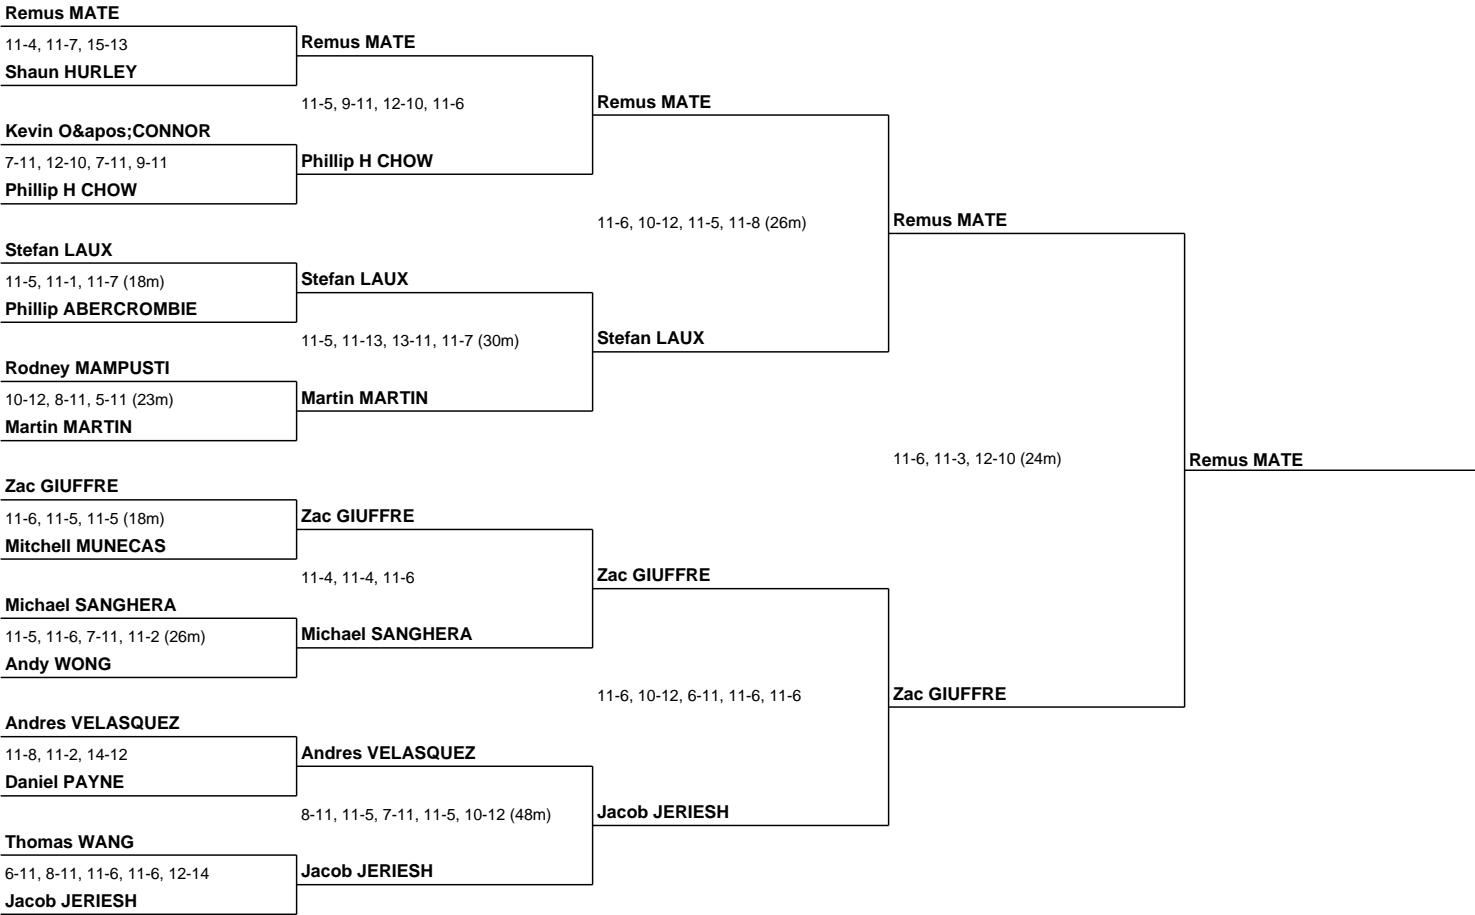 Remus MATE
11-4, 11-7, 15-13
Shaun HURLEY
Kevin O&apos;CONNOR
7-11, 12-10, 7-11, 9-11
Phillip H CHOW
Stefan LAUX
11-5, 11-1, 11-7 (18m)
Phillip ABERCROMBIE
Rodney MAMPUSTI
10-12, 8-11, 5-11 (23m)
Martin MARTIN
Zac GIUFFRE
11-6, 11-5, 11-5 (18m)
Mitchell MUNECAS
Michael SANGHERA
11-5, 11-6, 7-11, 11-2 (26m)
Andy WONG
Andres VELASQUEZ
11-8, 11-2, 14-12
Daniel PAYNE
Thomas WANG
6-11, 8-11, 11-6, 11-6, 12-14
Jacob JERIESH
Remus MATE
11-5, 9-11, 12-10, 11-6
Phillip H CHOW
Stefan LAUX
11-5, 11-13, 13-11, 11-7 (30m)
Martin MARTIN
Zac GIUFFRE
11-4, 11-4, 11-6
Michael SANGHERA
Andres VELASQUEZ
8-11, 11-5, 7-11, 11-5, 10-12 (48m)
Jacob JERIESH
Remus MATE
11-6, 10-12, 11-5, 11-8 (26m)
Stefan LAUX
Zac GIUFFRE
11-6, 10-12, 6-11, 11-6, 11-6
Jacob JERIESH
Remus MATE
11-6, 11-3, 12-10 (24m)
Zac GIUFFRE
Remus MATE